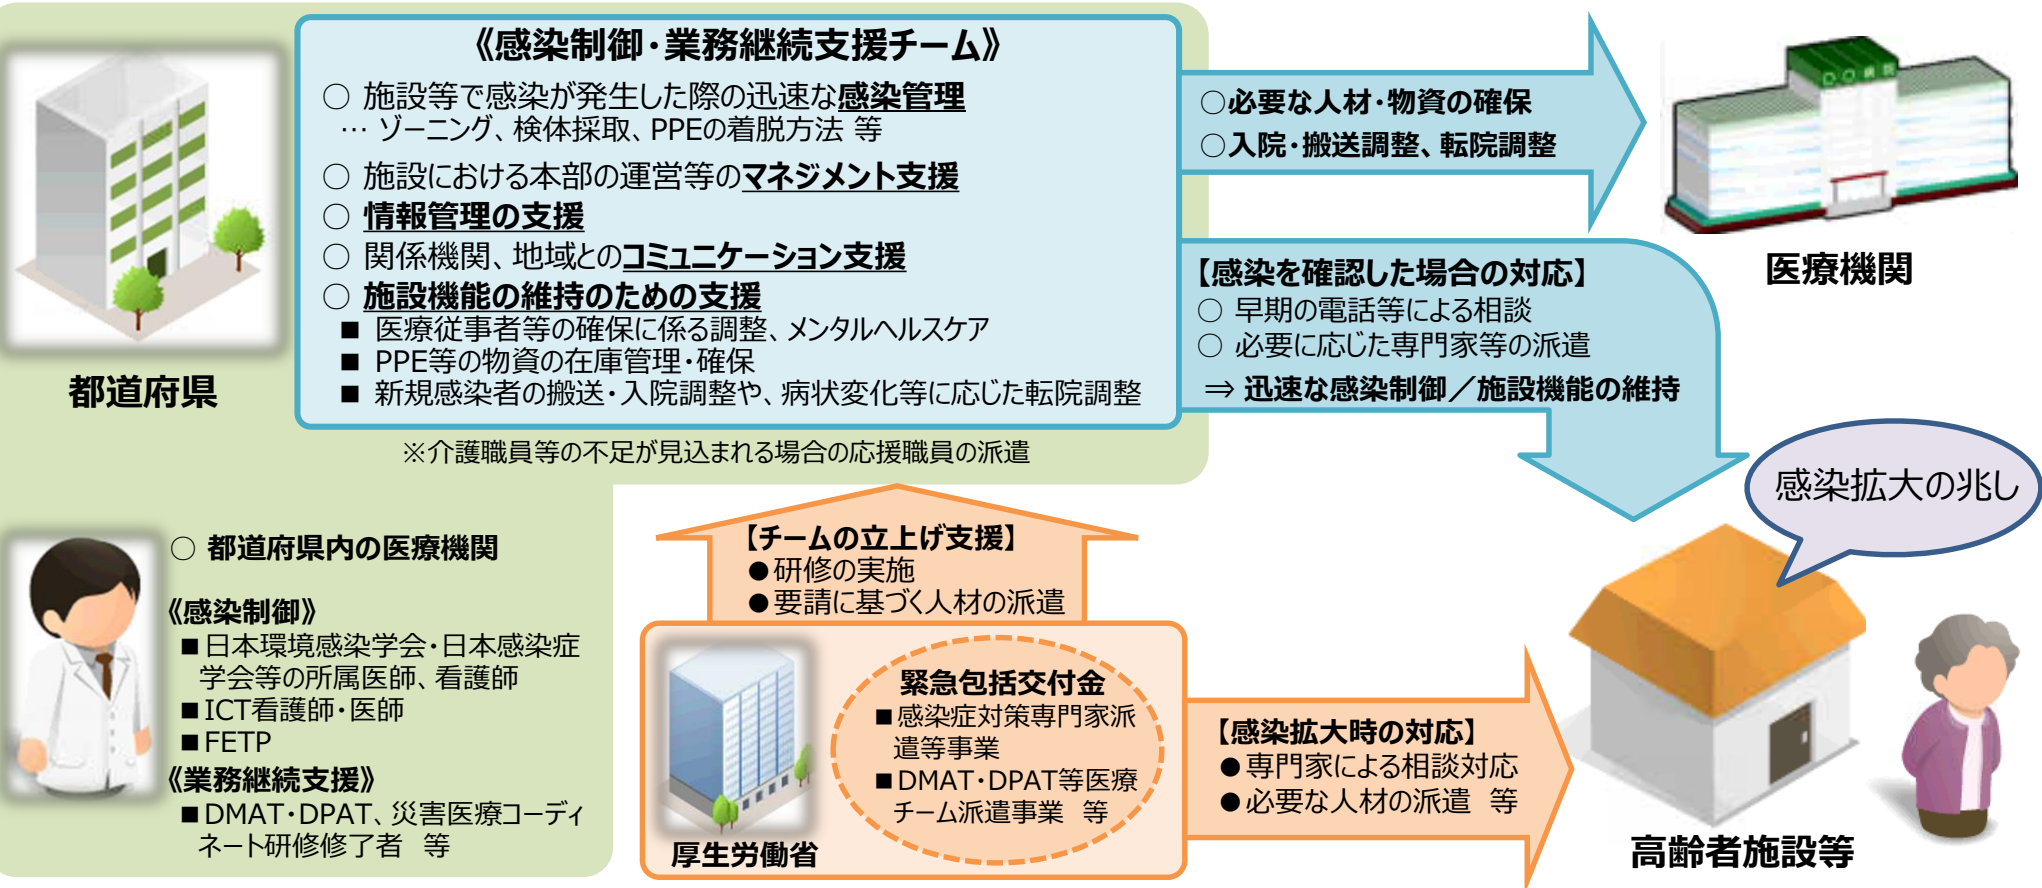 《感染制御・業務継続支援チーム》
○ 施設等で感染が発生した際の迅速な感染管理
… ゾーニング、検体採取、PPEの着脱方法 等
○ 施設における本部の運営等のマネジメント支援
○ 情報管理の支援
○ 関係機関、地域とのコミュニケーション支援
○ 施設機能の維持のための支援
■ 医療従事者等の確保に係る調整、メンタルヘルスケア
■ PPE等の物資の在庫管理・確保
■ 新規感染者の搬送・入院調整や、病状変化等に応じた転院調整
※介護職員等の不足が見込まれる場合の応援職員の派遣
都道府県
○ 都道府県内の医療機関
《感染制御》
■日本環境感染学会・日本感染症
学会等の所属医師、看護師
■ICT看護師・医師
■FETP
《業務継続支援》
■DMAT・DPAT、災害医療コーディ
ネート研修修了者 等
○必要な人材・物資の確保
○入院・搬送調整、転院調整
○○病院
医療機関
【感染を確認した場合の対応】
○ 早期の電話等による相談
○ 必要に応じた専門家等の派遣
⇒ 迅速な感染制御／施設機能の維持
感染拡大の兆し
【チームの立上げ支援】
●研修の実施
●要請に基づく人材の派遣
緊急包括交付金
■感染症対策専門家派
遣等事業
■DMAT・DPAT等医療
チーム派遣事業 等
厚生労働省
【感染拡大時の対応】
●専門家による相談対応
●必要な人材の派遣 等
高齢者施設等